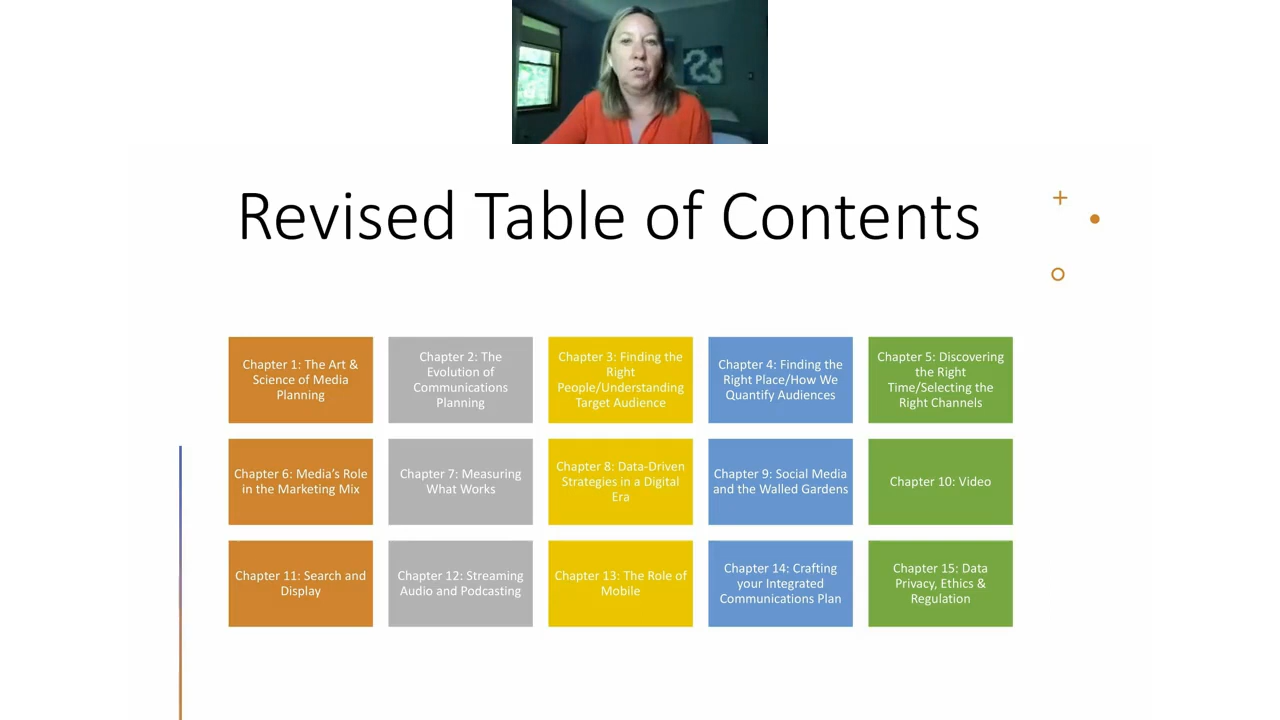 Revised Table of Contents
Chapter 1: The Art &
Science of Media
Planning
Chapter 2: The
Evolution of
Communications
Planning
Chapter 3: Finding the
Right
People/Understanding
Target Audience
Chapter 4: Finding the
Right Place/How We
Quantify Audiences
Chapter 5: Discovering
the Right
Time/Selecting the
Right Channels
Chapter 6: Media’s Role
in the Marketing Mix
Chapter 7: Measuring
What Works
Chapter 8: Data-Driven
Strategies in a Digital
Era
Chapter 9: Social Media
and the Walled Gardens
Chapter 10: Video
Chapter 11: Search and
Display
Chapter 12: Streaming
Audio and Podcasting
Chapter 13: The Role of
Mobile
Chapter 14: Crafting
your Integrated
Communications Plan
Chapter 15: Data
Privacy, Ethics &
Regulation